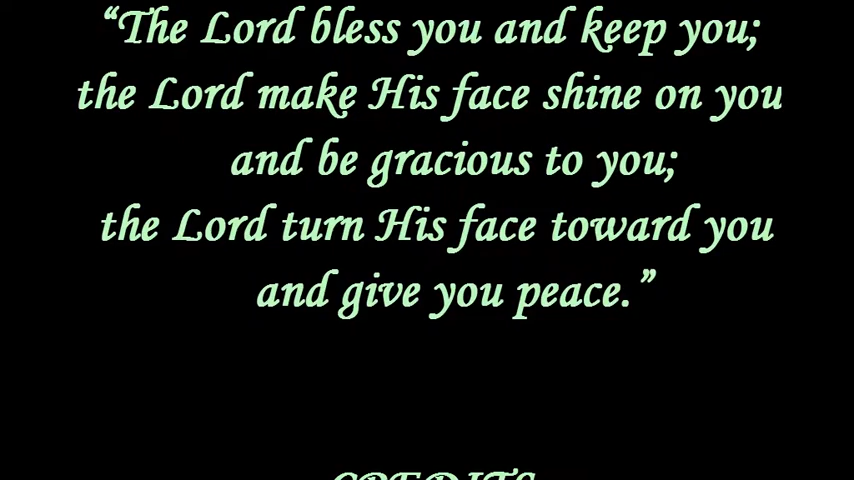 “The Lord bless you and keep you;
the Lord make His face shine on you
and be gracious to you;
the Lord turn His face toward you
and give you peace.”
CREDITS